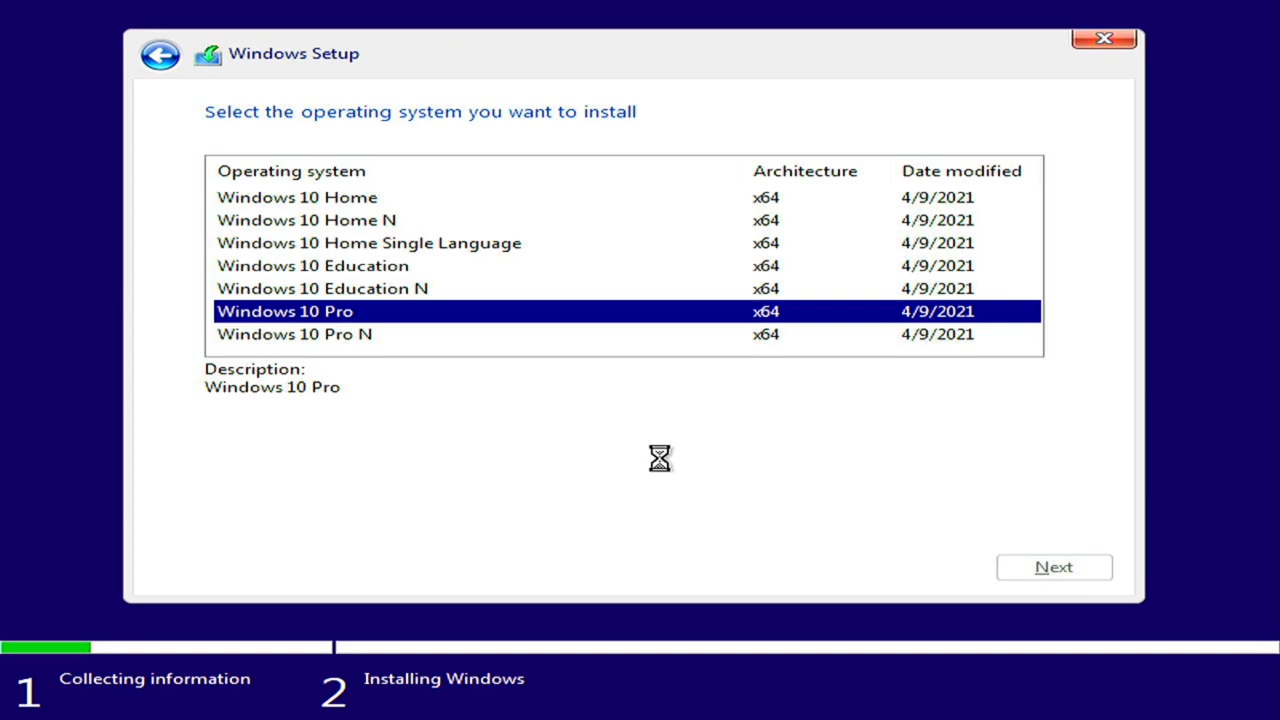 Windows Setup
Select the operating system you want to install
Operating system Architecture Date modified
Windows 10 Home x64 4/9/2021
Windows 10 Home N x64 4/9/2021
Windows 10 Home Single Language x64 4/9/2021
Windows 10 Education x64 4/9/2021
Windows 10 Education N x64 4/9/2021
Windows 10 Pro x64 4/9/2021
Windows 10 Pro N x64 4/9/2021
Description:
Windows 10 Pro
Next
1 Collecting information 2 Installing Windows